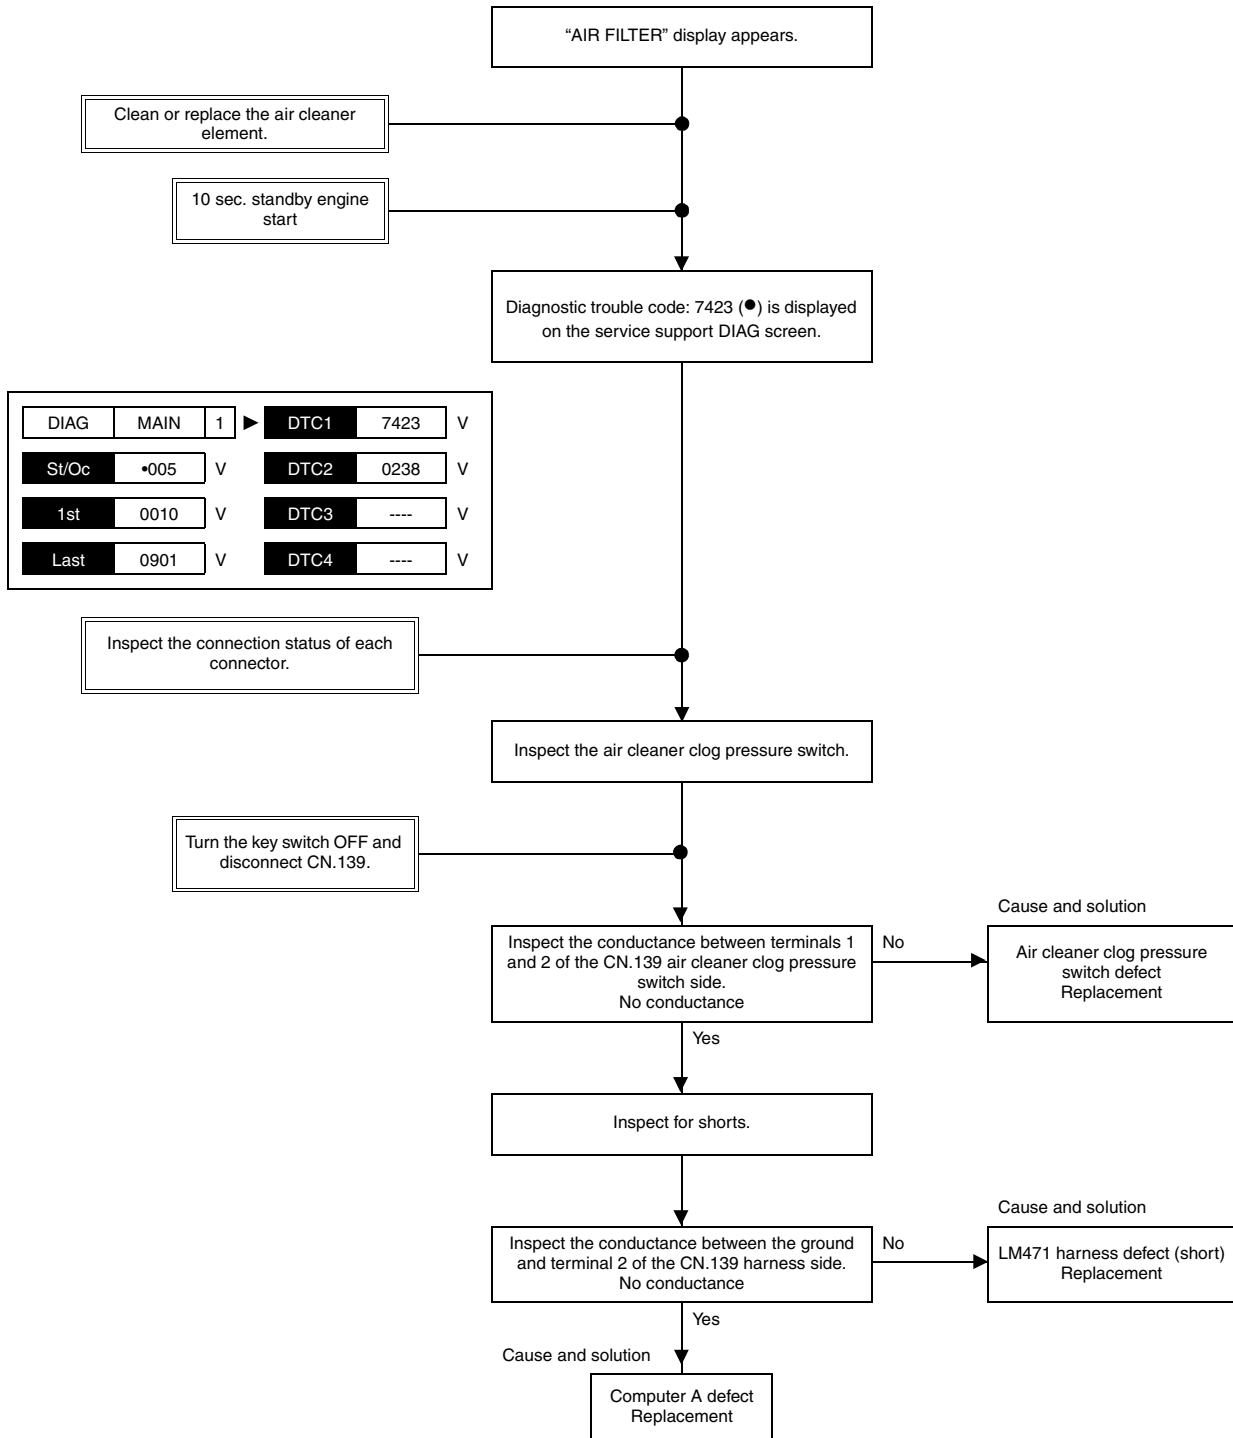 “AIR FILTER” display appears.
Clean or replace the air cleaner
element.
10 sec. standby engine
start
Diagnostic trouble code: 7423 (●) is displayed
on the service support DIAG screen.
DIAG MAIN 1 ► DTC1 7423 V
St/Oc •005 V DTC2 0238 V
1st 0010 V DTC3 ---- V
Last 0901 V DTC4 ---- V
Inspect the connection status of each
connector.
Inspect the air cleaner clog pressure switch.
Turn the key switch OFF and
disconnect CN.139.
Inspect the conductance between terminals 1
and 2 of the CN.139 air cleaner clog pressure
switch side.
No conductance
No
Cause and solution
Air cleaner clog pressure
switch defect
Replacement
Yes
Inspect for shorts.
Inspect the conductance between the ground
and terminal 2 of the CN.139 harness side.
No conductance
No
Cause and solution
LM471 harness defect (short)
Replacement
Yes
Cause and solution
Computer A defect
Replacement